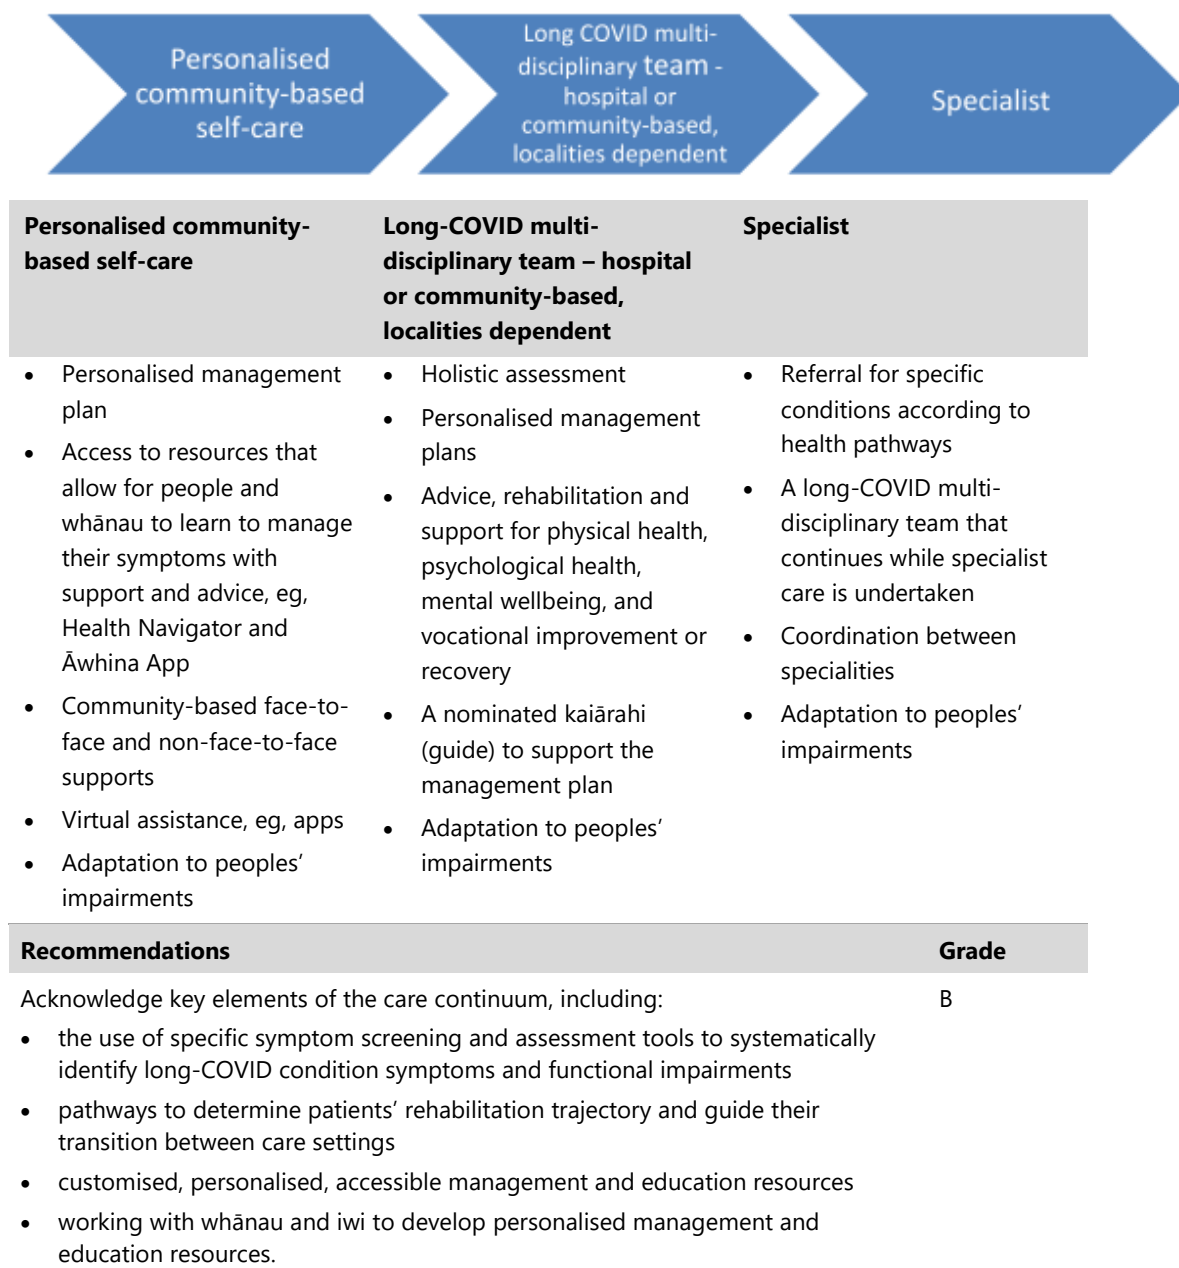 Personalised
community-based
self-care
Long COVID multi-
disciplinary team -
hospital or
community-based,
localities dependent
Specialist
Personalised community-
based self-care
Long-COVID multi-
disciplinary team – hospital
or community-based,
localities dependent
Specialist
• Personalised management
plan
• Access to resources that
allow for people and
whānau to learn to manage
their symptoms with
support and advice, eg,
Health Navigator and
Āwhina App
• Community-based face-to-
face and non-face-to-face
supports
• Virtual assistance, eg, apps
• Adaptation to peoples’
impairments
• Holistic assessment
• Personalised management
plans
• Advice, rehabilitation and
support for physical health,
psychological health,
mental wellbeing, and
vocational improvement or
recovery
• A nominated kaiārahi
(guide) to support the
management plan
• Adaptation to peoples’
impairments
• Referral for specific
conditions according to
health pathways
• A long-COVID multi-
disciplinary team that
continues while specialist
care is undertaken
• Coordination between
specialities
• Adaptation to peoples’
impairments
Recommendations Grade
Acknowledge key elements of the care continuum, including: B
• the use of specific symptom screening and assessment tools to systematically
identify long-COVID condition symptoms and functional impairments
• pathways to determine patients’ rehabilitation trajectory and guide their
transition between care settings
• customised, personalised, accessible management and education resources
• working with whānau and iwi to develop personalised management and
education resources.